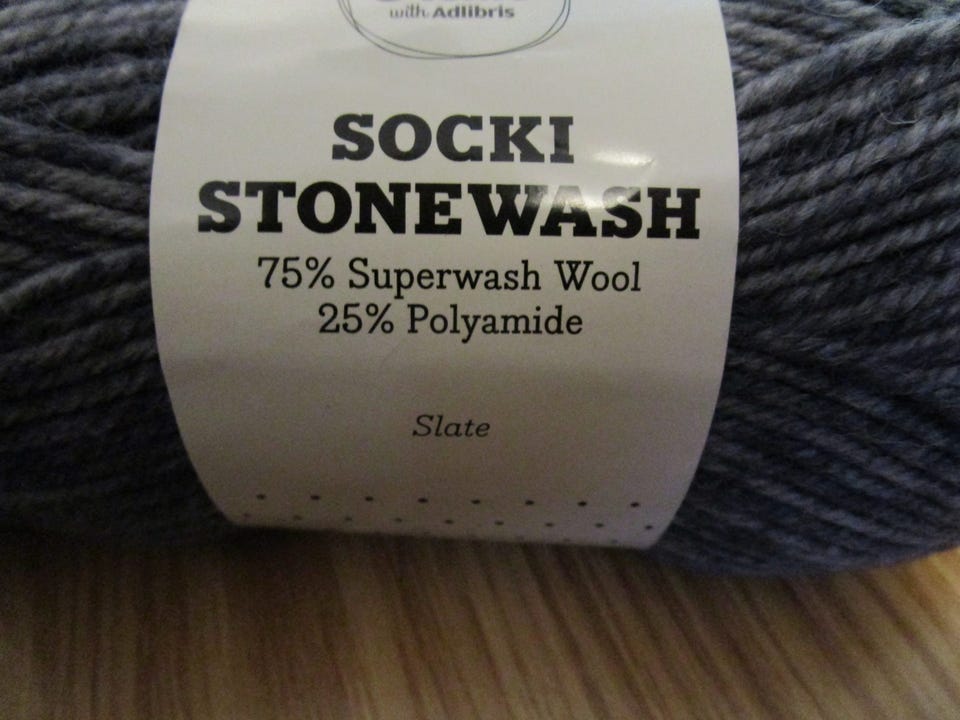 with Adlibris
SOCKI
STONEWASH
75% Superwash Wool
25% Polyamide
Slate